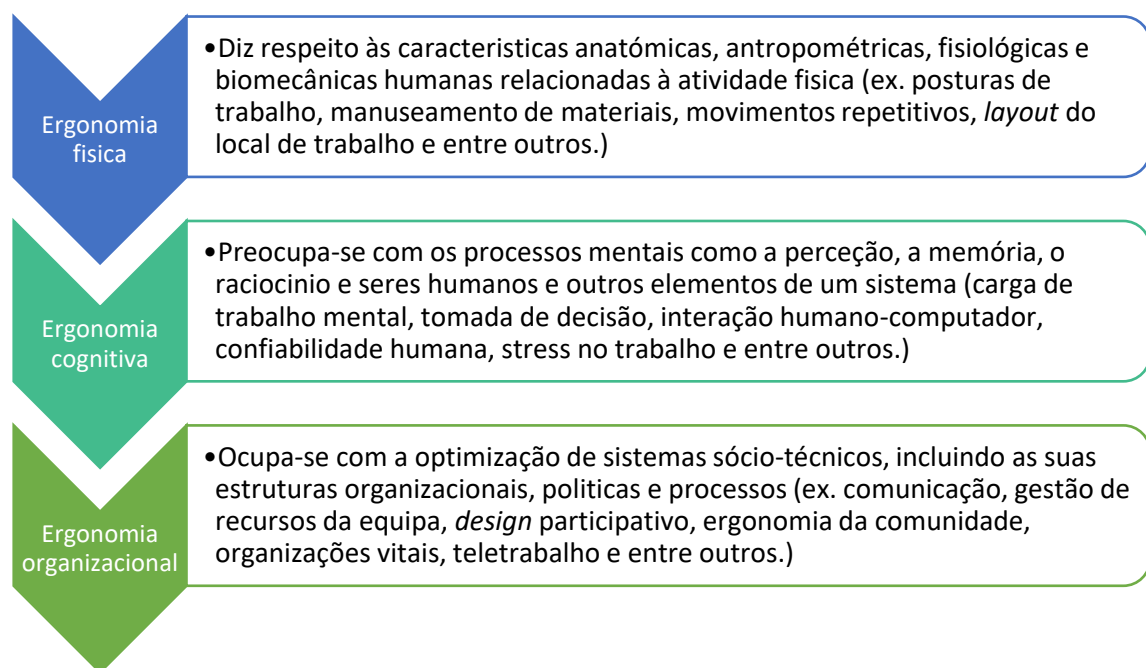 Ergonomia
fisica
•Diz respeito às caracteristicas anatómicas, antropométricas, fisiológicas e
biomecânicas humanas relacionadas à atividade fisica (ex. posturas de
trabalho, manuseamento de materiais, movimentos repetitivos, layout do
local de trabalho e entre outros.)
Ergonomia
cognitiva
•Preocupa-se com os processos mentais como a perceção, a memória, o
raciocinio e seres humanos e outros elementos de um sistema (carga de
trabalho mental, tomada de decisão, interação humano-computador,
confiabilidade humana, stress no trabalho e entre outros.)
Ergonomia
organizacional
•Ocupa-se com a optimização de sistemas sócio-técnicos, incluindo as suas
estruturas organizacionais, politicas e processos (ex. comunicação, gestão de
recursos da equipa, design participativo, ergonomia da comunidade,
organizações vitais, teletrabalho e entre outros.)